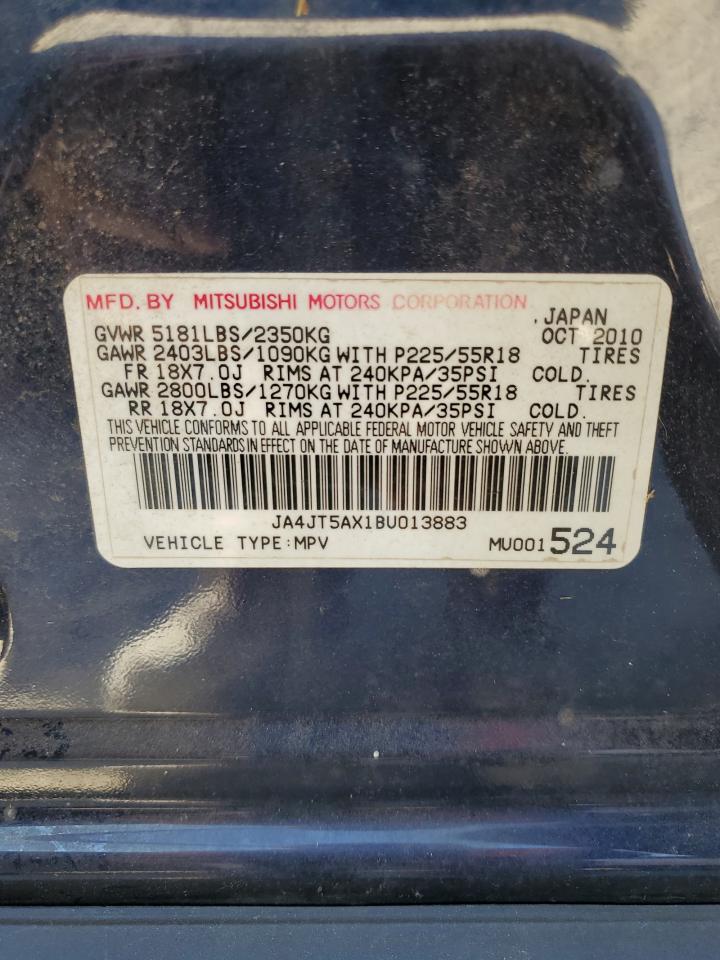 MFD. BY MITSUBISHI MOTORS CORPORATION. , JAPAN
GVWR 5181LBS/2350KG OCT 2010
GAWR 2403LBS/1090KG WITH P225/55R18 TIRES
FR 18X7.0J RIMS AT 240KPA/35PSI COLD.
GAWR 2800LBS/1270KG WITH P225/55R18 TIRES
RR 18X7.0J RIMS AT 240KPA/35PSI COLD.
THIS VEHICLE CONFORMS TO ALL APPLICABLE FEDERAL MOTOR VEHICLE SAFETY AND THEFT
PREVENTION STANDARDS IN EFFECT ON THE DATE OF MANUFACTURE SHOWN ABOVE.
JA4JT5AX1BU013883
VEHICLE TYPE:MPV MU001524